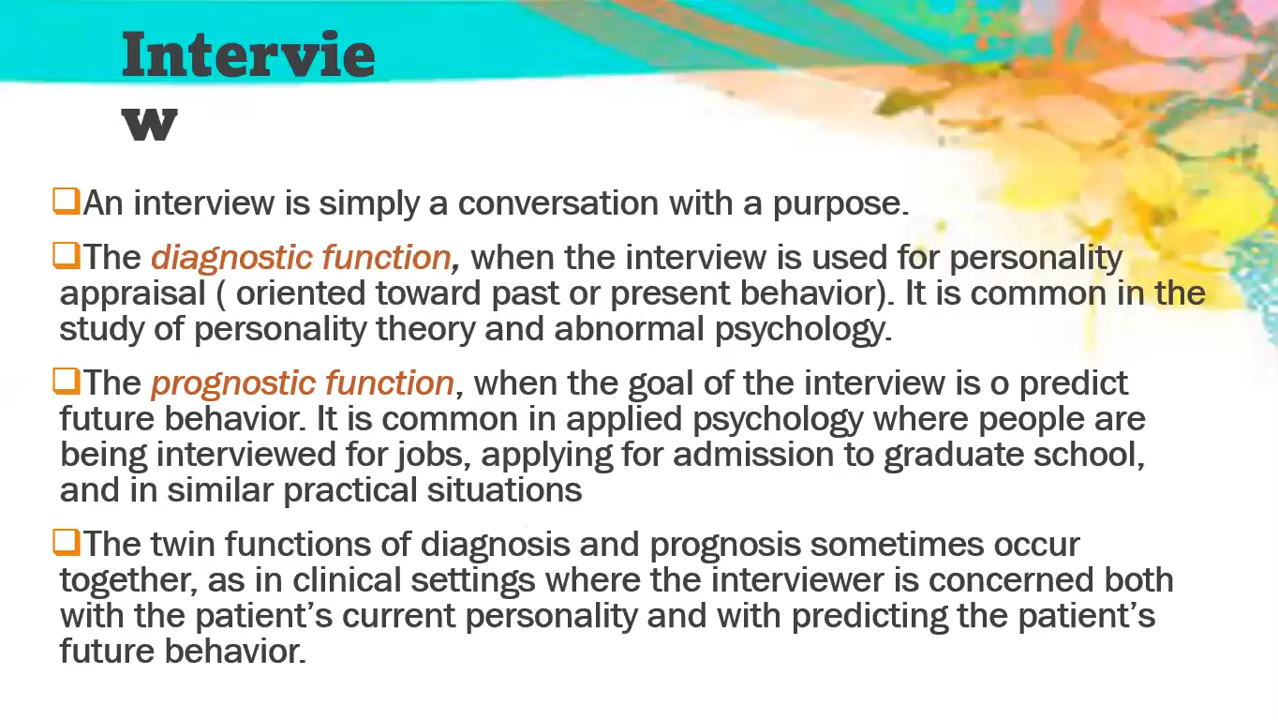 Intervie
w
❑An interview is simply a conversation with a purpose.
❑The diagnostic function, when the interview is used for personality
appraisal ( oriented toward past or present behavior). It is common in the
study of personality theory and abnormal psychology.
❑The prognostic function, when the goal of the interview is o predict
future behavior. It is common in applied psychology where people are
being interviewed for jobs, applying for admission to graduate school,
and in similar practical situations
❑The twin functions of diagnosis and prognosis sometimes occur
together, as in clinical settings where the interviewer is concerned both
with the patient’s current personality and with predicting the patient’s
future behavior.